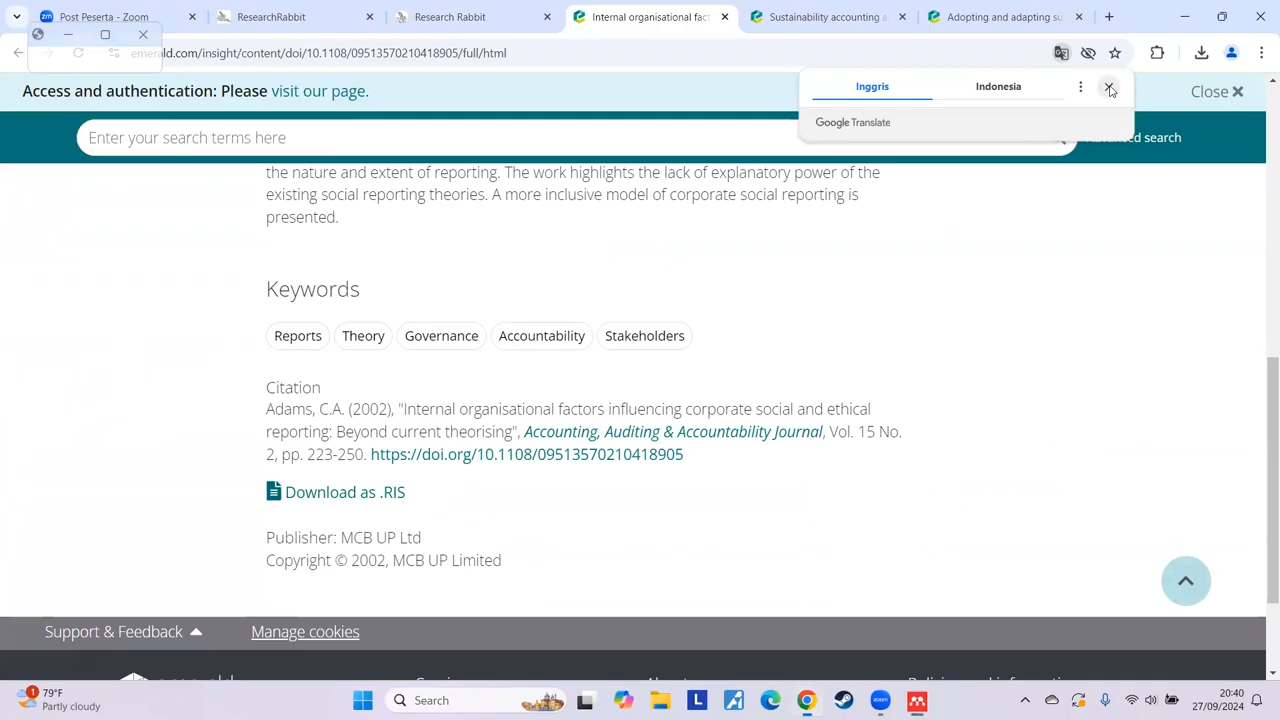 Post Peserta - Zoom
ResearchRabbit
Research Rabbit
Internal organisational fac
Sustainability accounting a
Adopting and adapting su
emerald.com/insight/content/doi/10.1108/09513570210418905/full/html
Access and authentication: Please visit our page.
Close
Inggris
Indonesia
Google Translate
Enter your search terms here
search
the nature and extent of reporting. The work highlights the lack of explanatory power of the
existing social reporting theories. A more inclusive model of corporate social reporting is
presented.
Keywords
Reports
Theory
Governance
Accountability
Stakeholders
Citation
Adams, C.A. (2002), "Internal organisational factors influencing corporate social and ethical
reporting: Beyond current theorising", Accounting, Auditing & Accountability Journal, Vol. 15 No.
2, pp. 223-250. https://doi.org/10.1108/09513570210418905
Download as .RIS
Publisher: MCB UP Ltd
Copyright © 2002, MCB UP Limited
Support & Feedback
Manage cookies
1
79°F
Partly cloudy
Search
zoom
20:40
27/09/2024